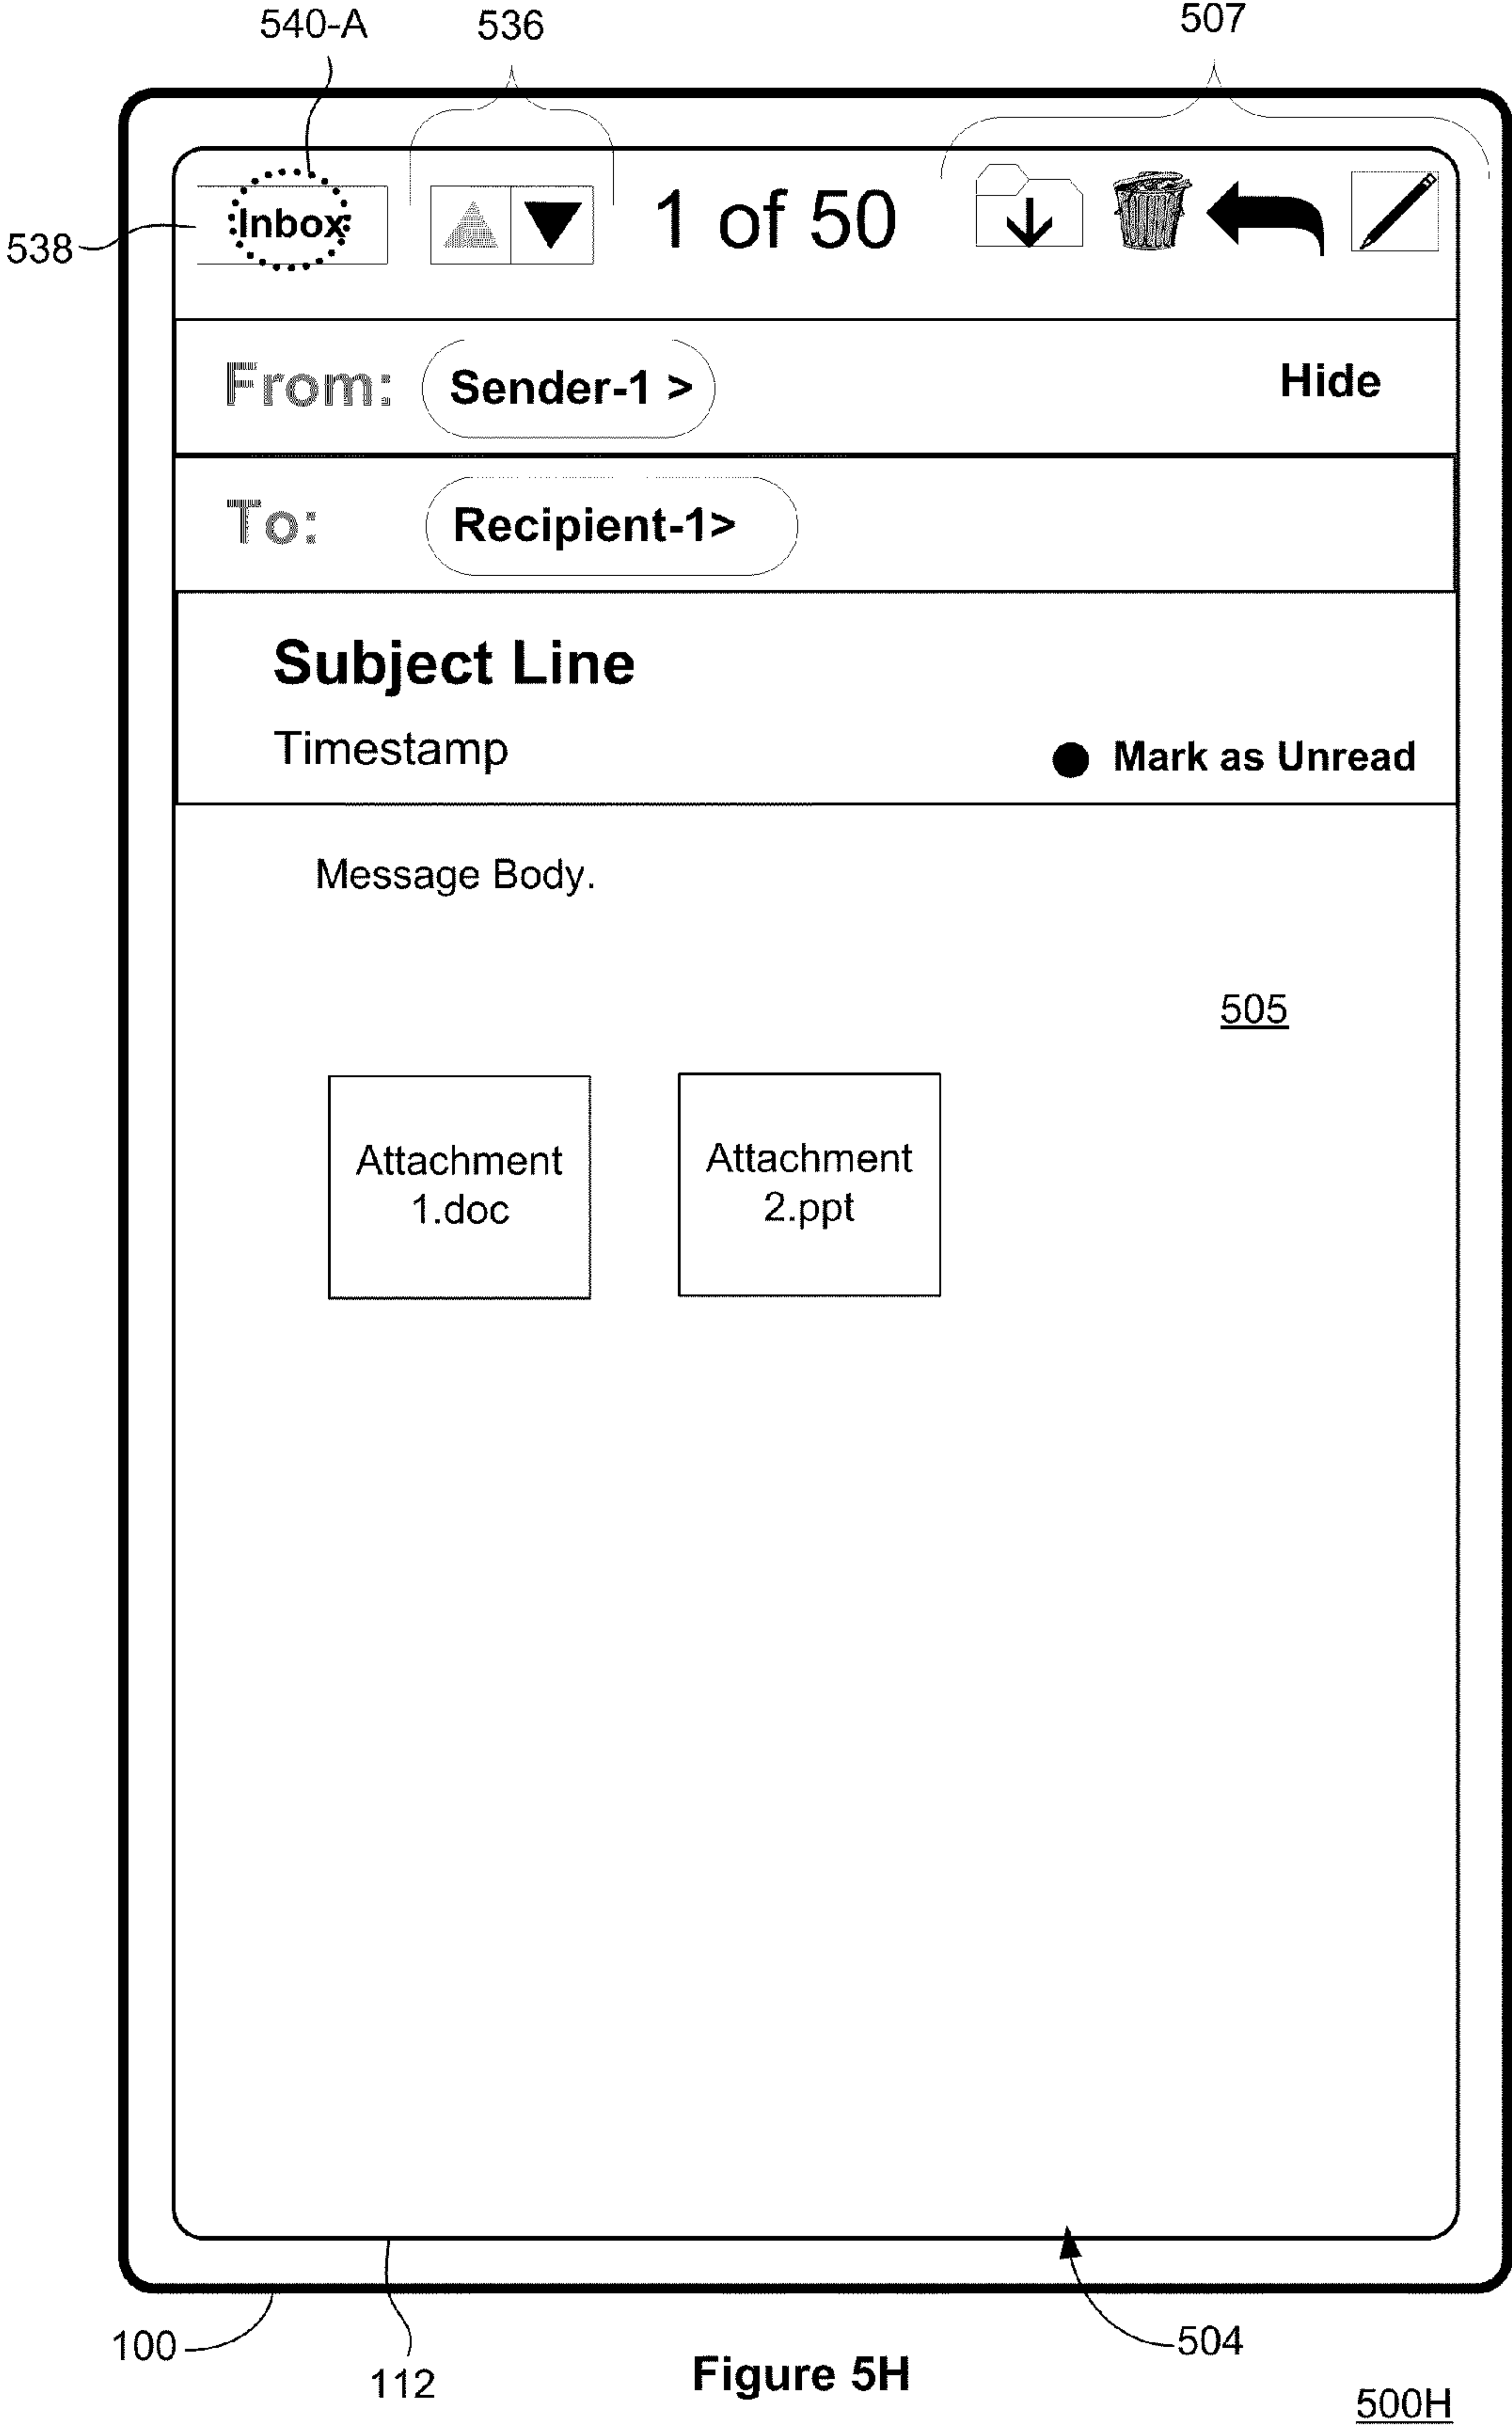 540-A 536 507
538
Inbox 1 of 50
From: Sender-1 > Hide
To: Recipient-1>
Subject Line
Timestamp
● Mark as Unread
Message Body.
505
Attachment
1.doc
Attachment
2.ppt
100
112
504
Figure 5H
500H